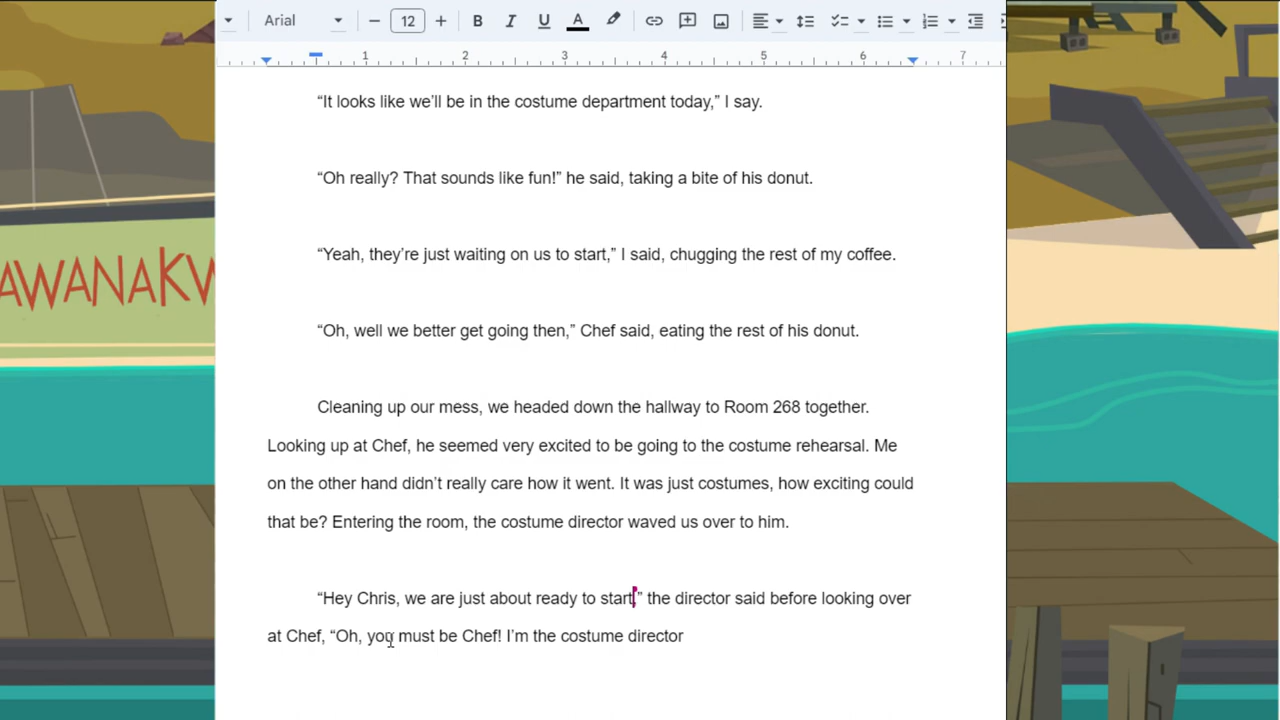 Arial
12
B I U A
1 2 3 4 5 6 7
“It looks like we’ll be in the costume department today,” I say.
“Oh really? That sounds like fun!” he said, taking a bite of his donut.
“Yeah, they’re just waiting on us to start,” I said, chugging the rest of my coffee.
“Oh, well we better get going then,” Chef said, eating the rest of his donut.
Cleaning up our mess, we headed down the hallway to Room 268 together.
Looking up at Chef, he seemed very excited to be going to the costume rehearsal. Me
on the other hand didn’t really care how it went. It was just costumes, how exciting could
that be? Entering the room, the costume director waved us over to him.
“Hey Chris, we are just about ready to start,” the director said before looking over
at Chef, “Oh, you must be Chef! I’m the costume director
AWANAKW